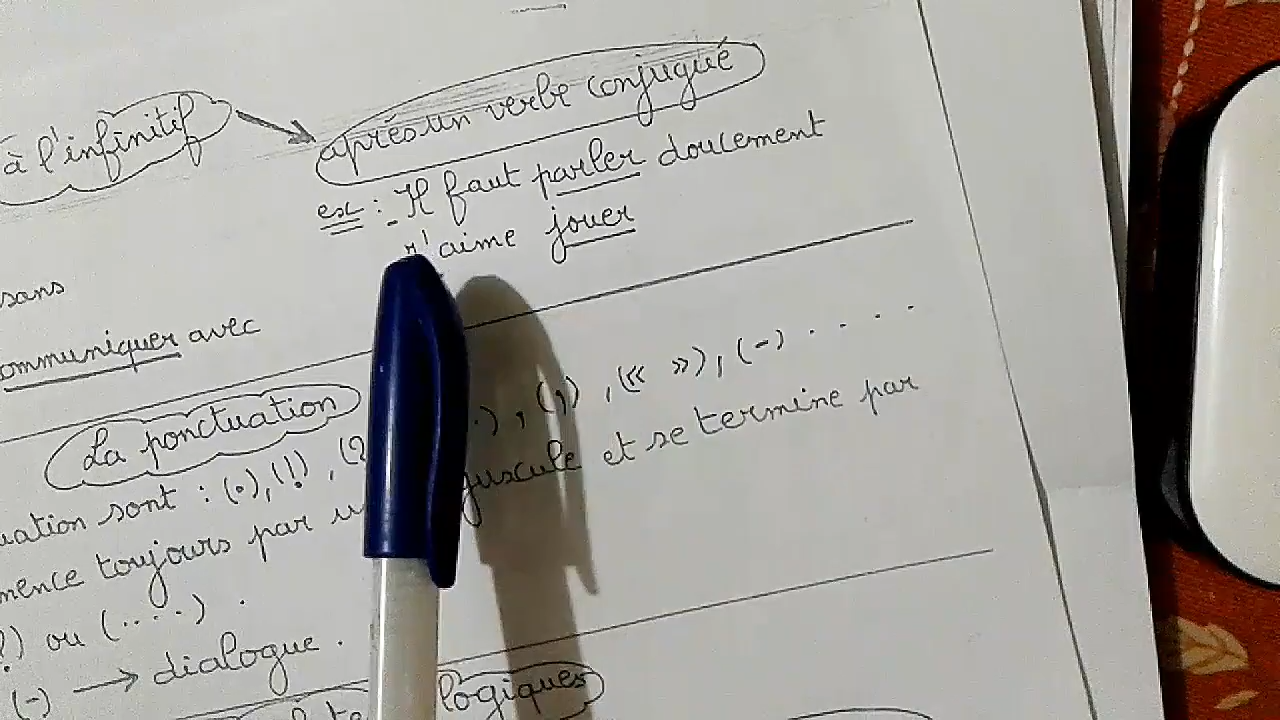 à l'infinitif
après un verbe conjugué
ex : - Il faut parler doucement
j'aime jouer
sans
communiquer avec
La ponctuation
uation sont : (.), (!), (? .), (,), (« »), (-) ....
mence toujours par u juscule et se termine par
?) ou (....) .
(-) → dialogue .
logiques